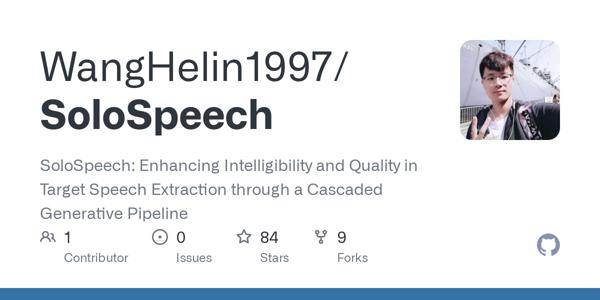 WangHelin1997/
SoloSpeech
SoloSpeech: Enhancing Intelligibility and Quality in
Target Speech Extraction through a Cascaded
Generative Pipeline
1 0 84 9
Contributor Issues Stars Forks